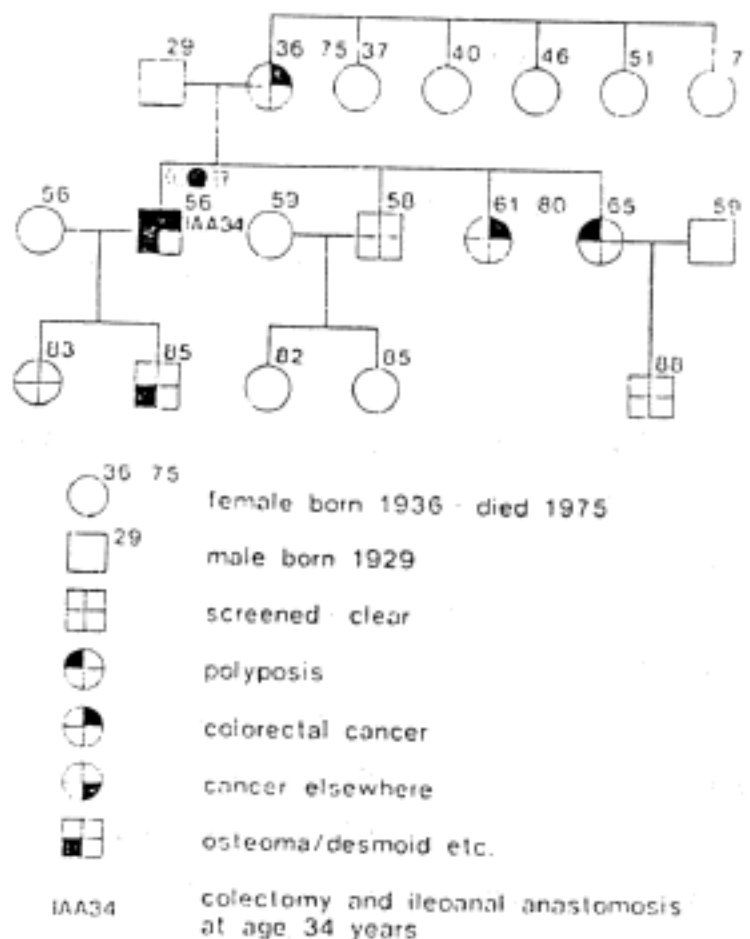 29 36 75 37 40 46 51 7
56 56 59 58 61 80 65 59
IAA34
83 85 82 85 88
36 75
female born 1936 - died 1975
29
male born 1929
screened clear
polyposis
colorectal cancer
cancer elsewhere
osteoma/desmoid etc.
IAA34 colectomy and ileoanal anastomosis
at age 34 years